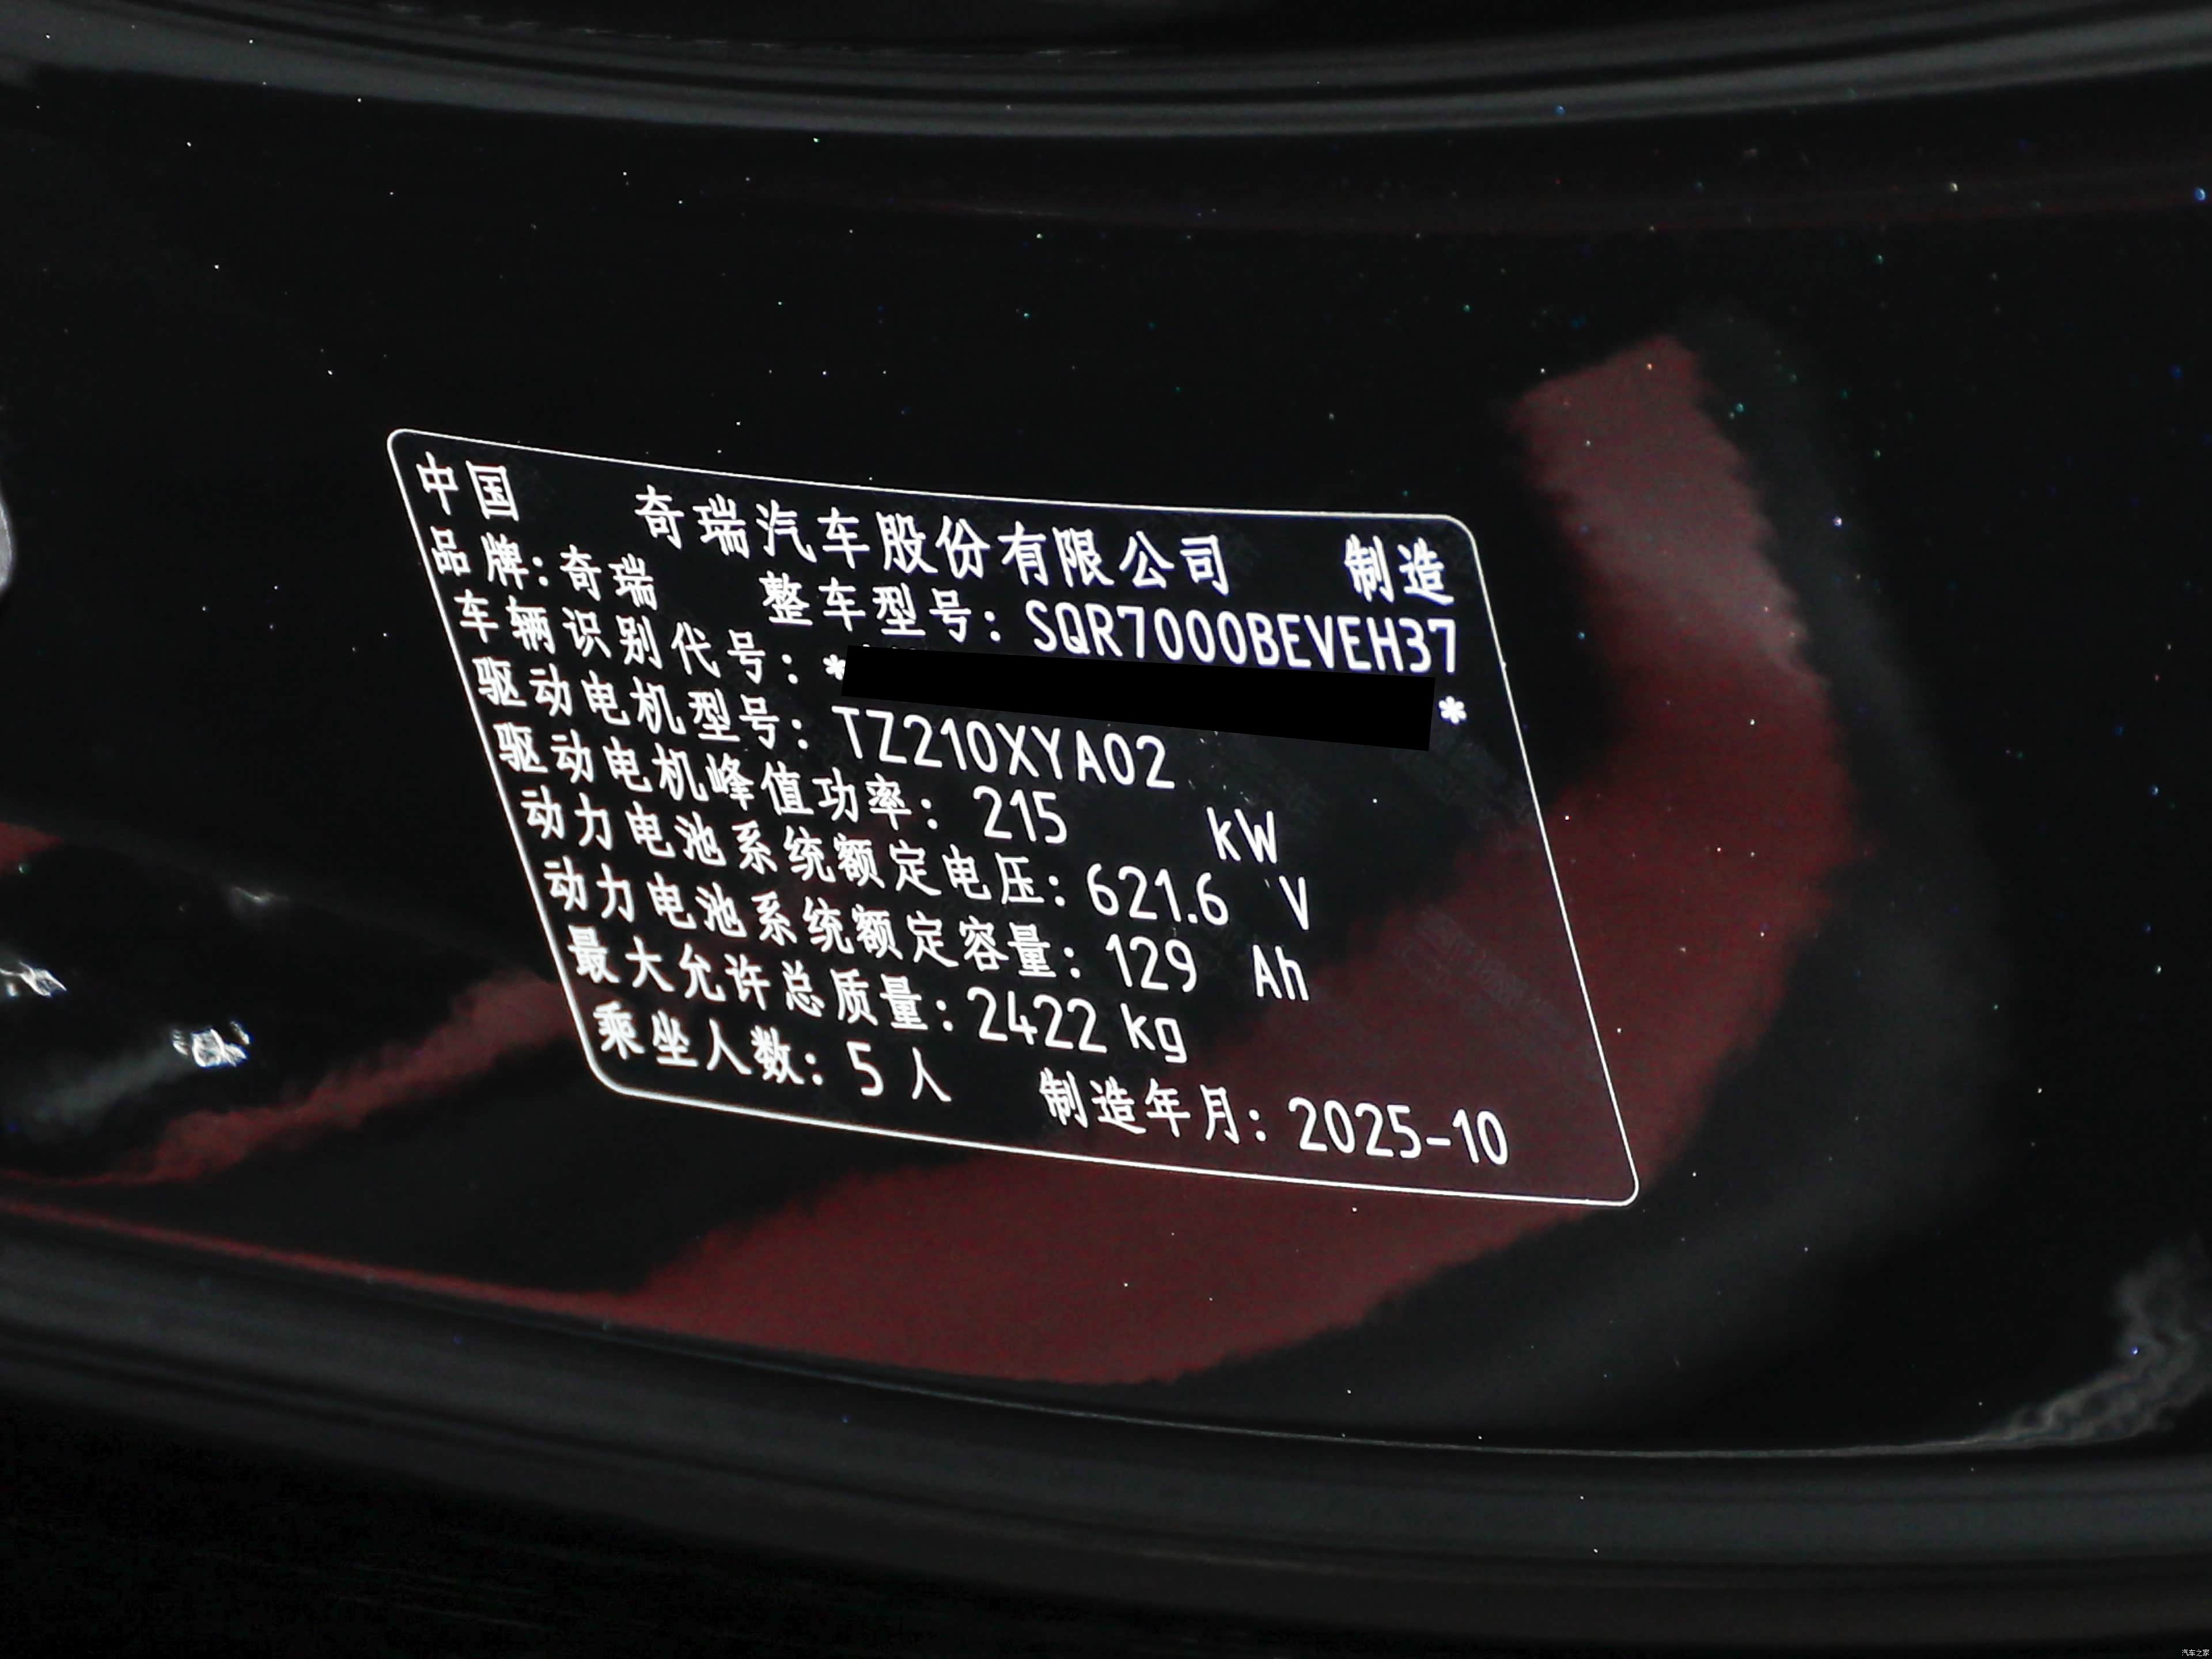 中国 奇瑞汽车股份有限公司 制造
品牌:奇瑞 整车型号: SQR7000BEVEH37
车辆识别代号: * *
驱动电机型号: TZ210XYA02
驱动电机峰值功率: 215 kW
动力电池系统额定电压: 621.6 V
动力电池系统额定容量: 129 Ah
最大允许总质量: 2422 kg
乘坐人数: 5 人 制造年月: 2025-10
汽车之家